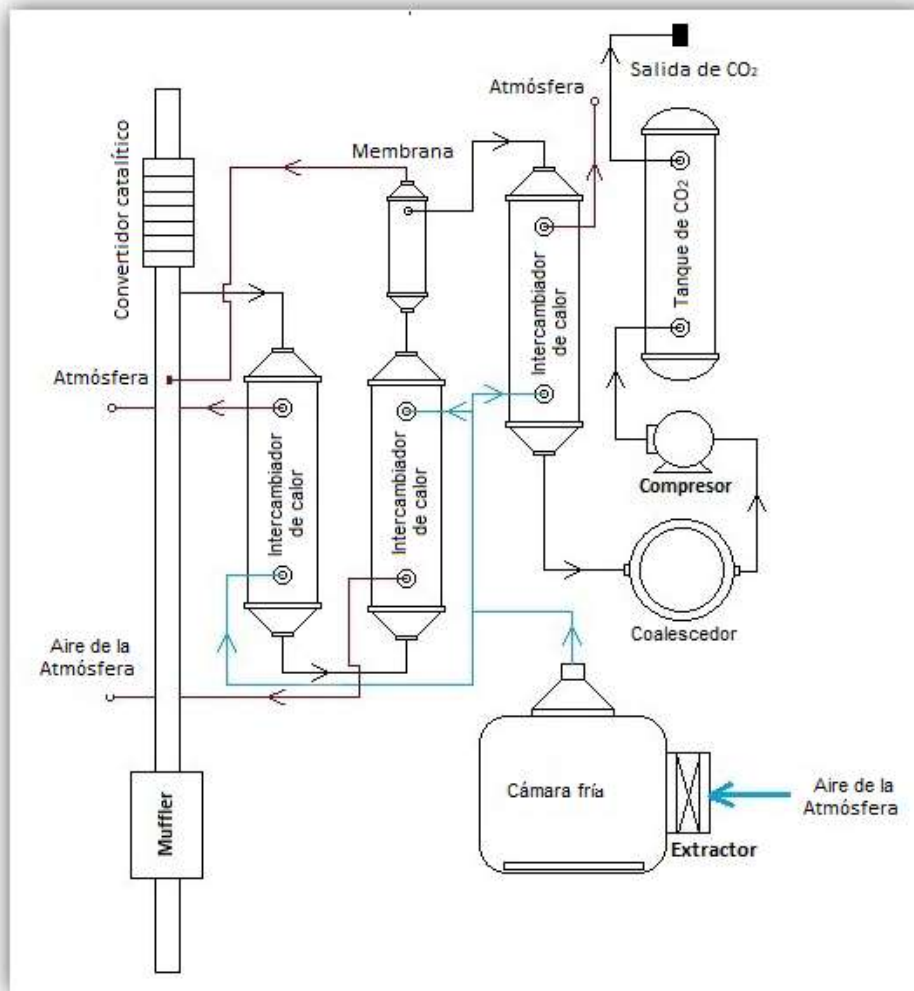 Salida de CO₂
Atmósfera
Membrana
Convertidor catalítico
Tanque de CO₂
Intercambiador
de calor
Atmósfera
Intercambiador
de calor
Intercambiador
de calor
Compresor
Coalescedor
Aire de la
Atmósfera
Cámara fría
Aire de la
Atmósfera
Extractor
Muffler